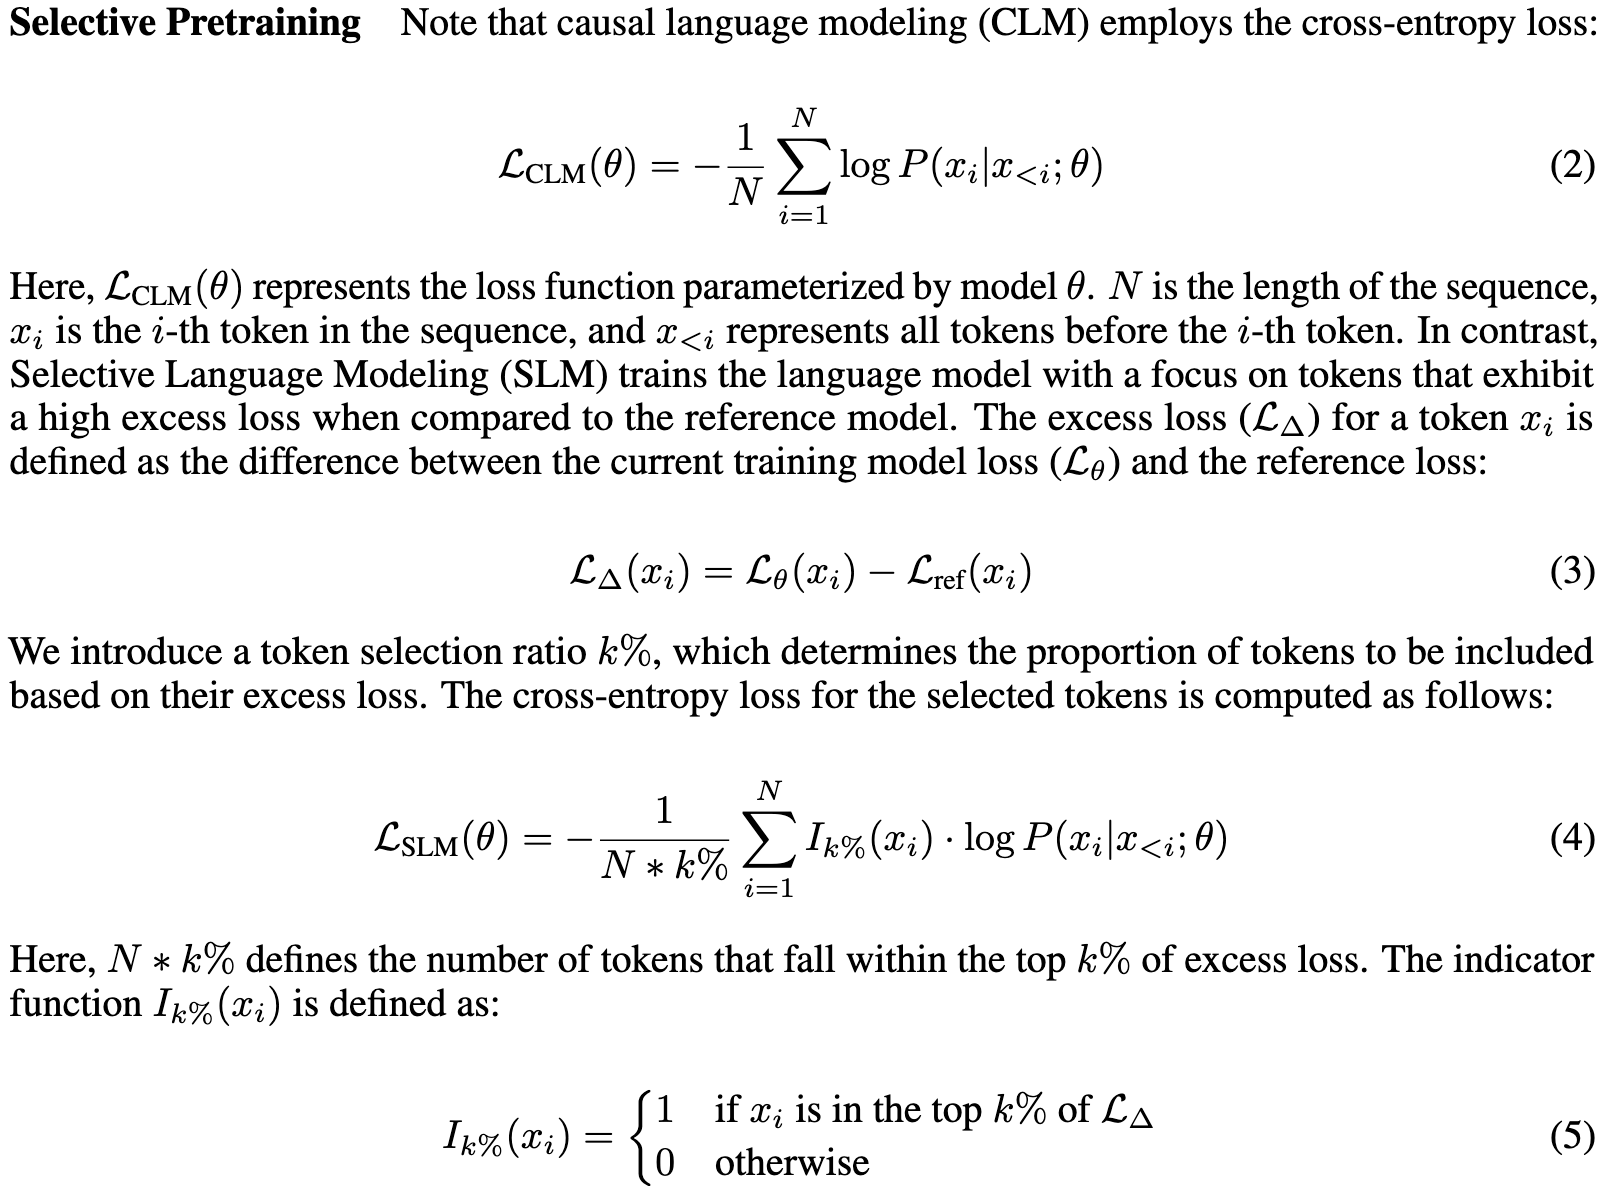 Selective Pretraining Note that causal language modeling (CLM) employs the cross-entropy loss:
$\mathcal{L}_{\text{CLM}}(\theta) = -\frac{1}{N} \sum_{i=1}^{N} \log P(x_i|x_{<i}; \theta)$ (2)
Here, $\mathcal{L}_{\text{CLM}}(\theta)$ represents the loss function parameterized by model $\theta$. $N$ is the length of the sequence,
$x_i$ is the $i$-th token in the sequence, and $x_{<i}$ represents all tokens before the $i$-th token. In contrast,
Selective Language Modeling (SLM) trains the language model with a focus on tokens that exhibit
a high excess loss when compared to the reference model. The excess loss ($\mathcal{L}_{\Delta}$) for a token $x_i$ is
defined as the difference between the current training model loss ($\mathcal{L}_{\theta}$) and the reference loss:
$\mathcal{L}_{\Delta}(x_i) = \mathcal{L}_{\theta}(x_i) - \mathcal{L}_{\text{ref}}(x_i)$ (3)
We introduce a token selection ratio $k\%$, which determines the proportion of tokens to be included
based on their excess loss. The cross-entropy loss for the selected tokens is computed as follows:
$\mathcal{L}_{\text{SLM}}(\theta) = -\frac{1}{N * k\%} \sum_{i=1}^{N} I_{k\%}(x_i) \cdot \log P(x_i|x_{<i}; \theta)$ (4)
Here, $N * k\%$ defines the number of tokens that fall within the top $k\%$ of excess loss. The indicator
function $I_{k\%}(x_i)$ is defined as:
$I_{k\%}(x_i) = \begin{cases} 1 & \text{if } x_i \text{ is in the top } k\% \text{ of } \mathcal{L}_{\Delta} \\ 0 & \text{otherwise} \end{cases}$ (5)